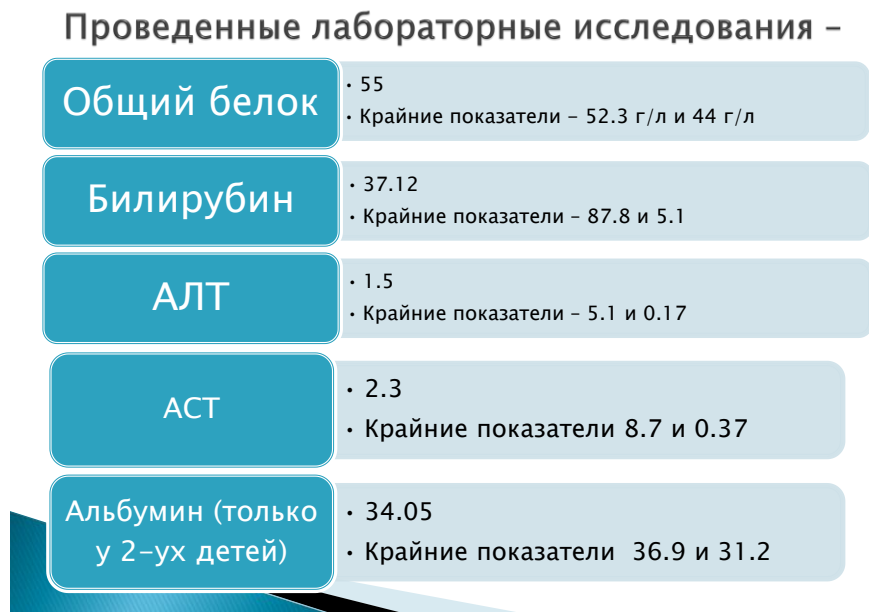 Проведенные лабораторные исследования –
Общий белок
• 55
• Крайние показатели – 52.3 г/л и 44 г/л
Билирубин
• 37.12
• Крайние показатели – 87.8 и 5.1
АЛТ
• 1.5
• Крайние показатели – 5.1 и 0.17
АСТ
• 2.3
• Крайние показатели 8.7 и 0.37
Альбумин (только
у 2-ух детей)
• 34.05
• Крайние показатели 36.9 и 31.2